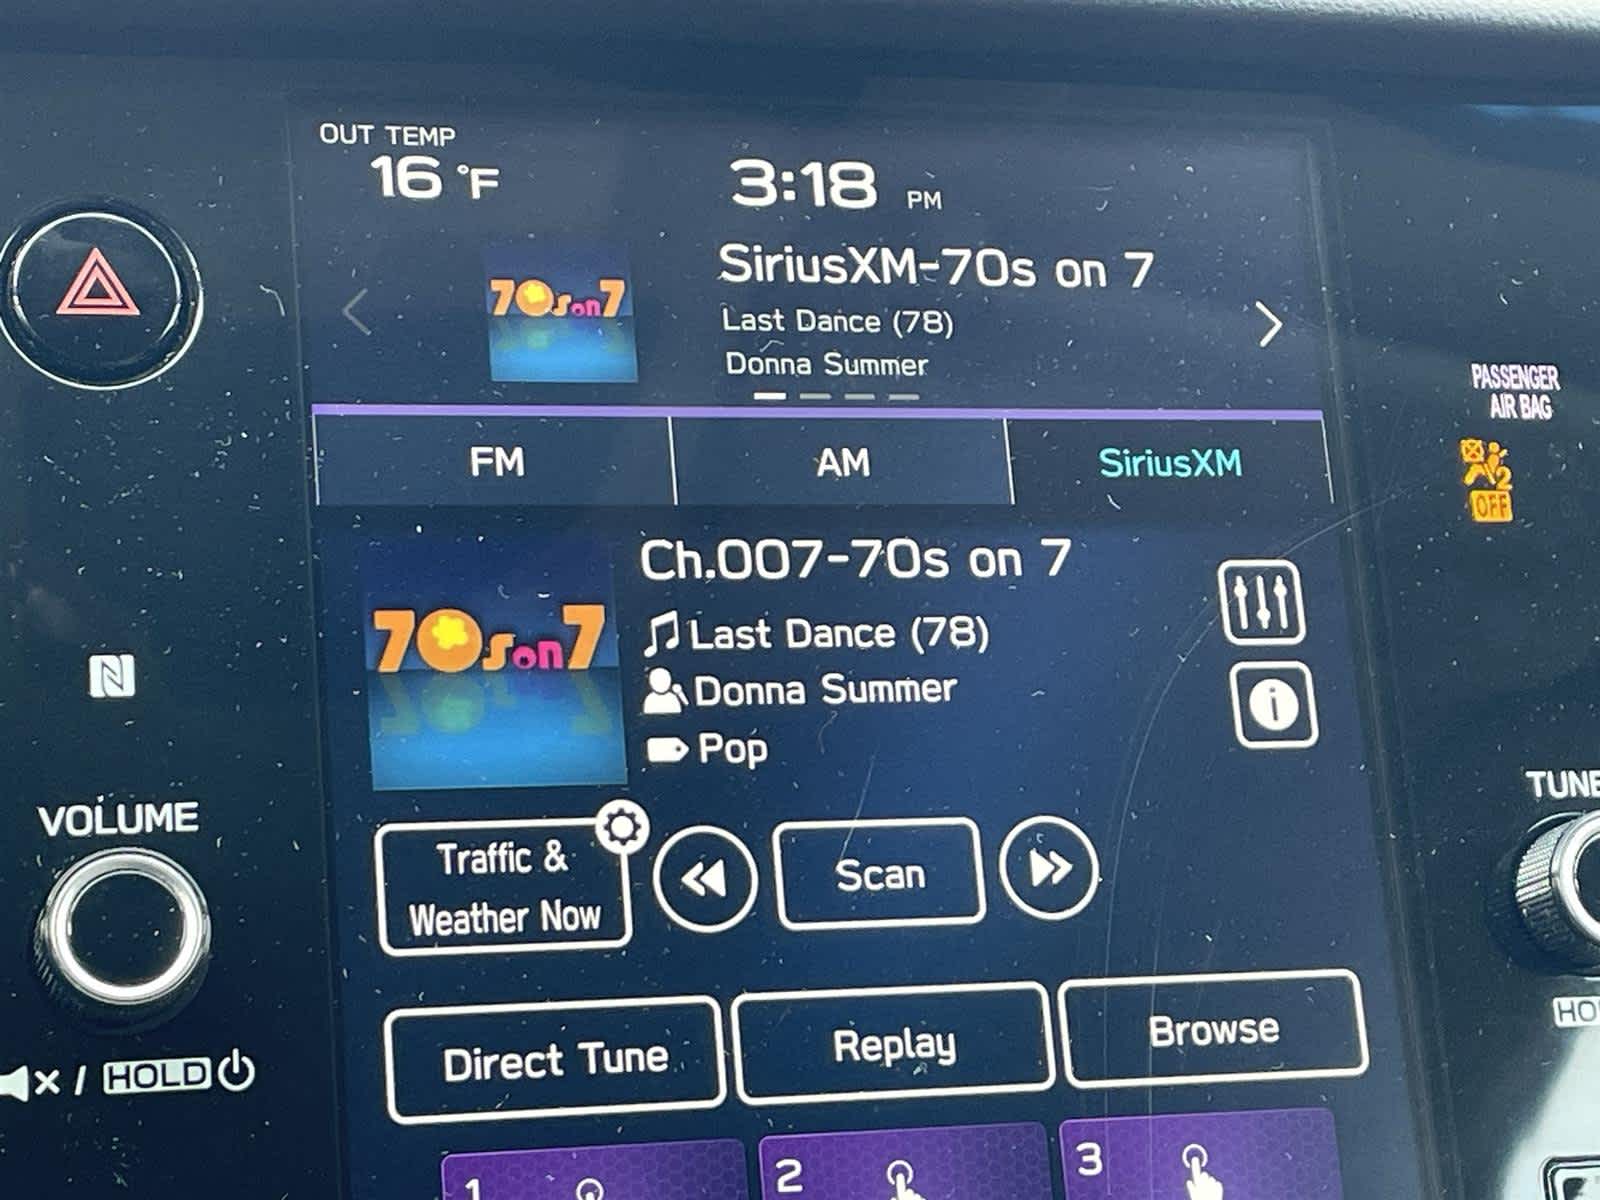 OUT TEMP
16 °F
3:18 PM
70s on 7
SiriusXM-70s on 7
Last Dance (78)
Donna Summer
PASSENGER
AIR BAG
2
OFF
FM
AM
SiriusXM
70s on 7
Ch.007-70s on 7
Last Dance (78)
Donna Summer
Pop
i
VOLUME
TUNE
Traffic &
Weather Now
Scan
Direct Tune
Replay
Browse
/ HOLD
1
2
3